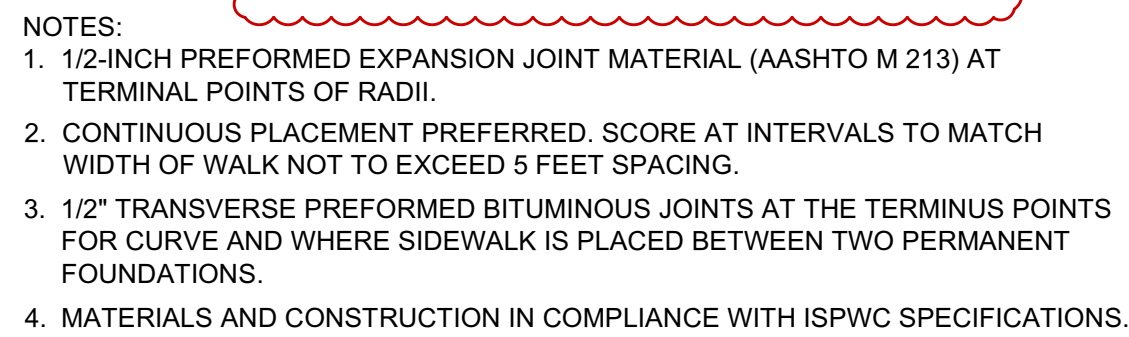 NOTES:
1. 1/2-INCH PREFORMED EXPANSION JOINT MATERIAL (AASHTO M 213) AT
TERMINAL POINTS OF RADII.
2. CONTINUOUS PLACEMENT PREFERRED. SCORE AT INTERVALS TO MATCH
WIDTH OF WALK NOT TO EXCEED 5 FEET SPACING.
3. 1/2" TRANSVERSE PREFORMED BITUMINOUS JOINTS AT THE TERMINUS POINTS
FOR CURVE AND WHERE SIDEWALK IS PLACED BETWEEN TWO PERMANENT
FOUNDATIONS.
4. MATERIALS AND CONSTRUCTION IN COMPLIANCE WITH ISPWC SPECIFICATIONS.